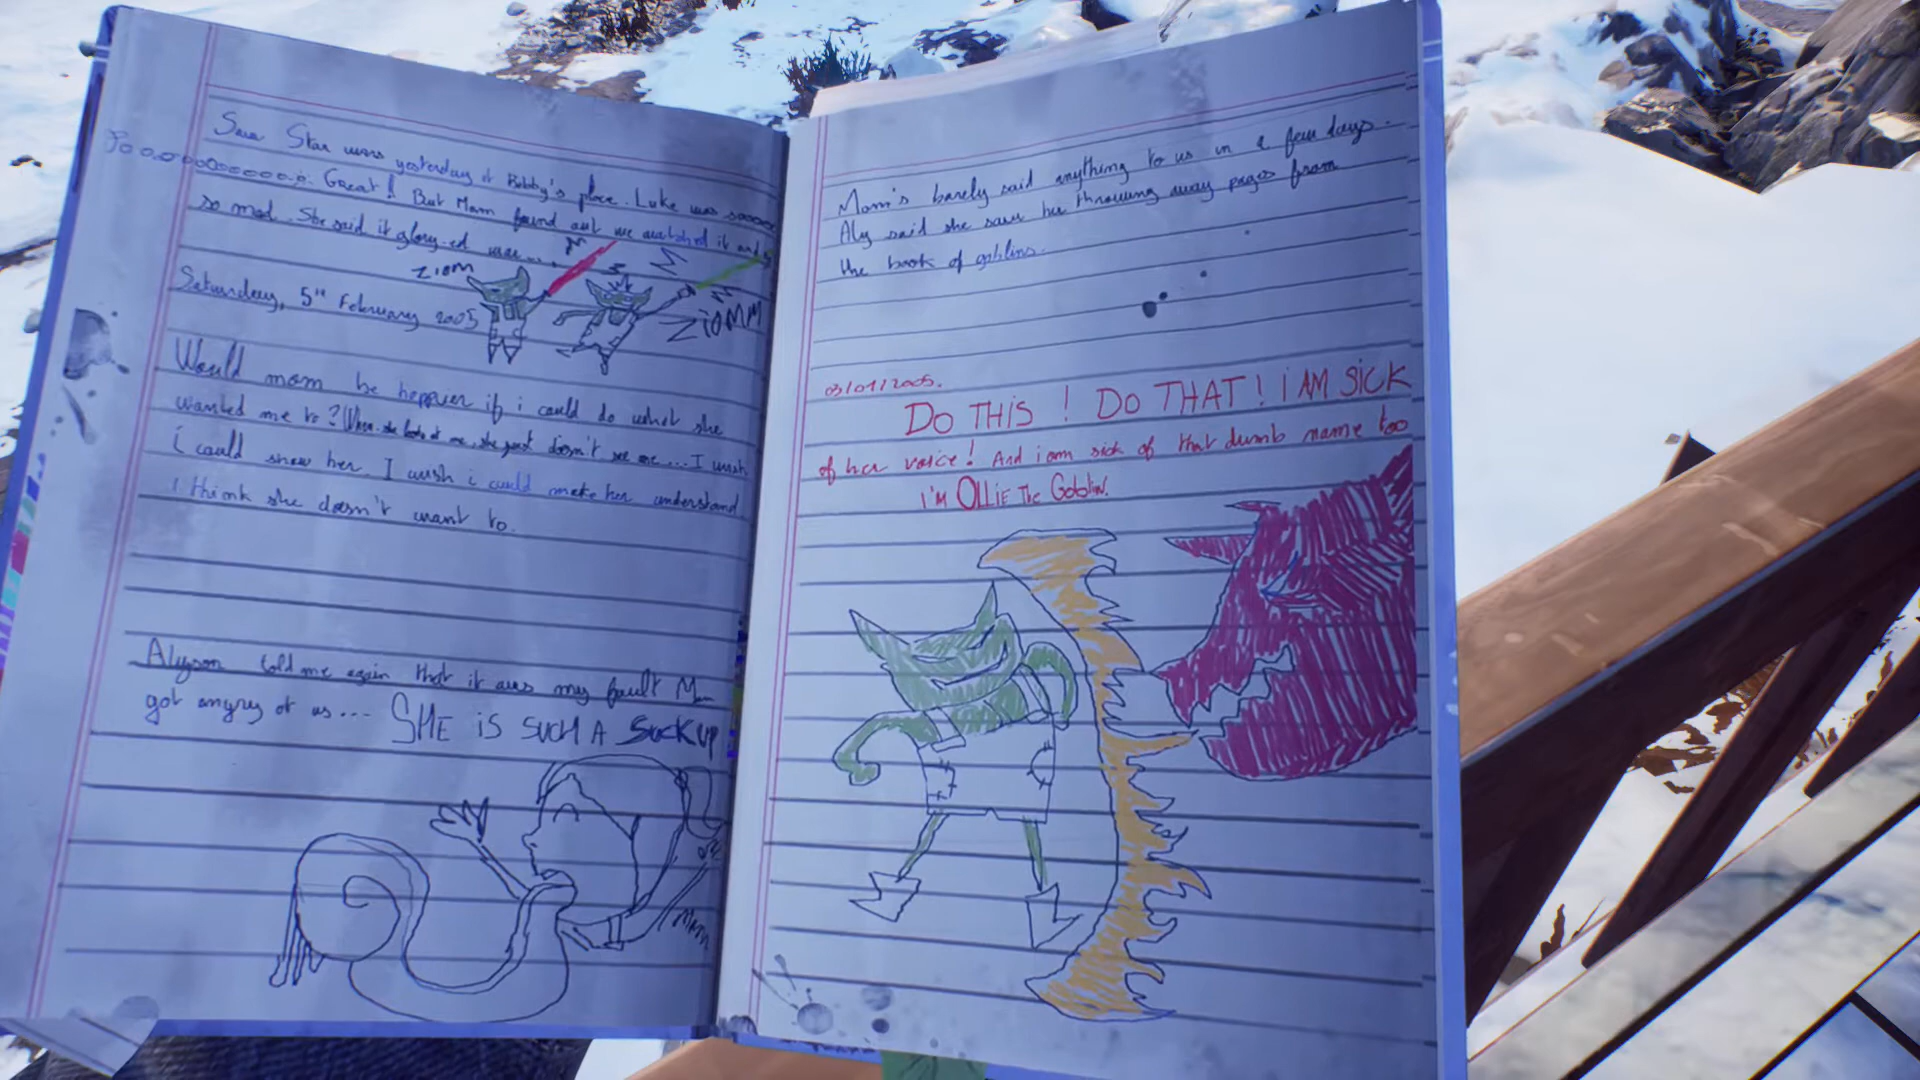 Saw Star wars yesterday at Bobby's place. Luke was soooo
Great! But Mom found out we watched it and
so mad. She said it glory-ed war...
ZIOM
ZiOMM
Saturday, 5th February 2005
Would mom be happier if i could do what she
wanted me to? When she looks at me, she just doesn't see me... I wish
i could show her. I wish i could make her understand.
i think she doesn't want to.
Alyson told me again that it was my fault Mom
got angry at us... SHE iS SUCH A SUCK UP
Mom
Mom's barely said anything to us in a few days.
Aly said she saw her throwing away pages from
the book of goblins.
03/01/2005.
DO THiS! DO THAT! i AM SiCK
of her voice! And i am sick of that dumb name too
i'M OLLiE The Goblin.